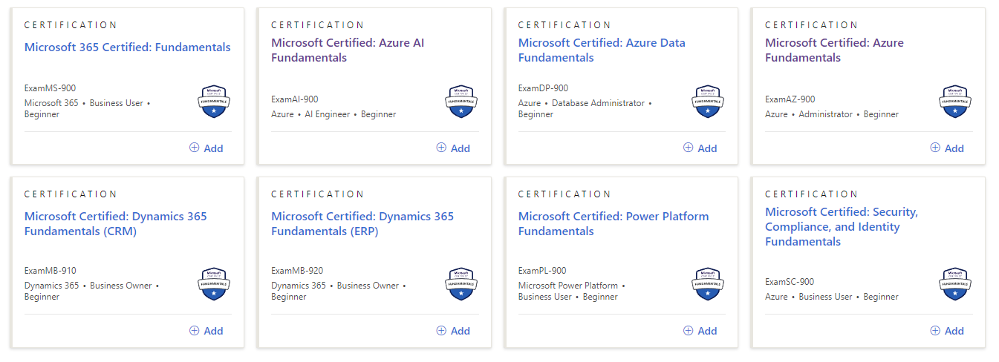 CERTIFICATION
Microsoft 365 Certified: Fundamentals
ExamMS-900
Microsoft 365 • Business User •
Beginner
Microsoft
CERTIFIED
FUNDAMENTALS
Add
CERTIFICATION
Microsoft Certified: Azure AI
Fundamentals
ExamAI-900
Azure • AI Engineer • Beginner
Microsoft
CERTIFIED
FUNDAMENTALS
Add
CERTIFICATION
Microsoft Certified: Azure Data
Fundamentals
ExamDP-900
Azure • Database Administrator •
Beginner
Microsoft
CERTIFIED
FUNDAMENTALS
Add
CERTIFICATION
Microsoft Certified: Azure
Fundamentals
ExamAZ-900
Azure • Administrator • Beginner
Microsoft
CERTIFIED
FUNDAMENTALS
Add
CERTIFICATION
Microsoft Certified: Dynamics 365
Fundamentals (CRM)
ExamMB-910
Dynamics 365 • Business Owner •
Beginner
Microsoft
CERTIFIED
FUNDAMENTALS
Add
CERTIFICATION
Microsoft Certified: Dynamics 365
Fundamentals (ERP)
ExamMB-920
Dynamics 365 • Business Owner •
Beginner
Microsoft
CERTIFIED
FUNDAMENTALS
Add
CERTIFICATION
Microsoft Certified: Power Platform
Fundamentals
ExamPL-900
Microsoft Power Platform •
Business User • Beginner
Microsoft
CERTIFIED
FUNDAMENTALS
Add
CERTIFICATION
Microsoft Certified: Security,
Compliance, and Identity
Fundamentals
ExamSC-900
Azure • Business User • Beginner
Microsoft
CERTIFIED
FUNDAMENTALS
Add